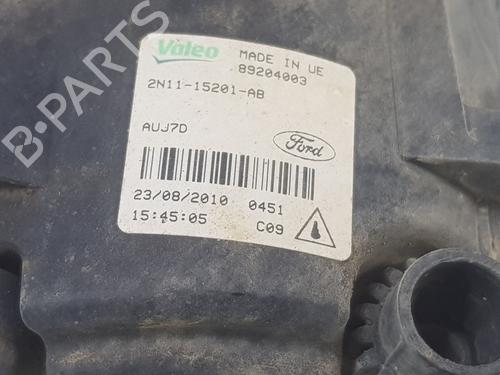 B-PARTS
Valeo
MADE IN UE
89204003
2N11-15201-AB
AUJ7D
Ford
23/08/2010 0451
15:45:05 C09